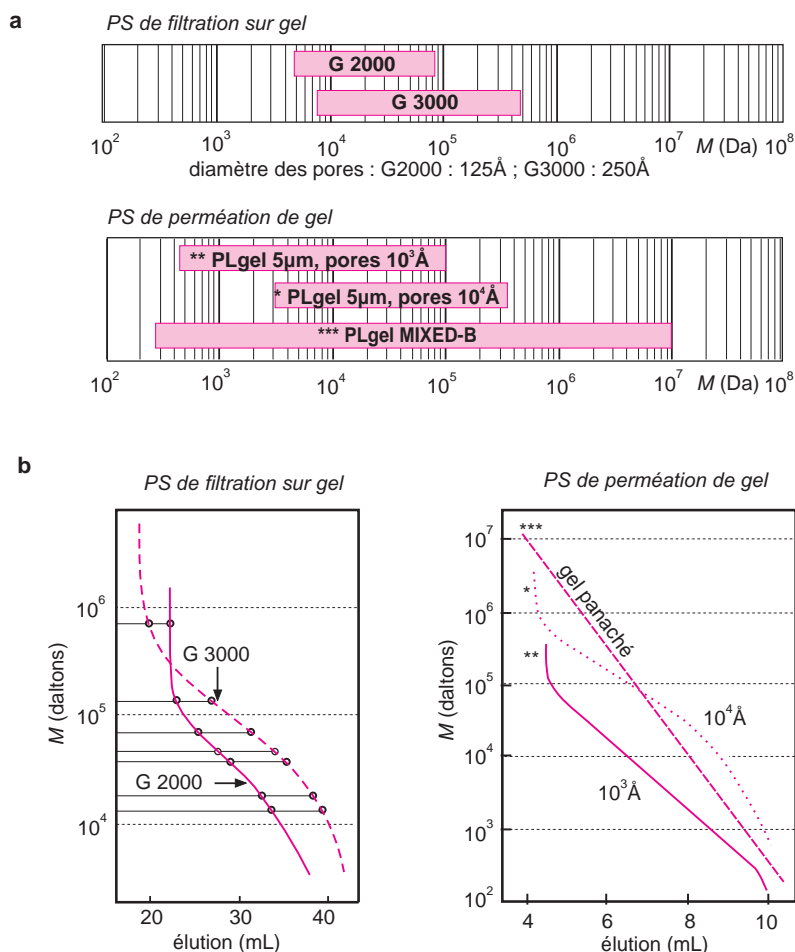 a
PS de filtration sur gel
G 2000
G 3000
10² 10³ 10⁴ 10⁵ 10⁶ 10⁷ M (Da) 10⁸
diamètre des pores : G2000 : 125Å ; G3000 : 250Å
PS de perméation de gel
** PLgel 5µm, pores 10³Å
* PLgel 5µm, pores 10⁴Å
*** PLgel MIXED-B
10² 10³ 10⁴ 10⁵ 10⁶ 10⁷ M (Da) 10⁸
b
PS de filtration sur gel
M (daltons)
10⁶
10⁵
10⁴
G 3000
G 2000
20 30 40
élution (mL)
PS de perméation de gel
M (daltons)
10⁷
10⁶
10⁵
10⁴
10³
10²
***
*
**
gel panaché
10⁴Å
10³Å
4 6 8 10
élution (mL)